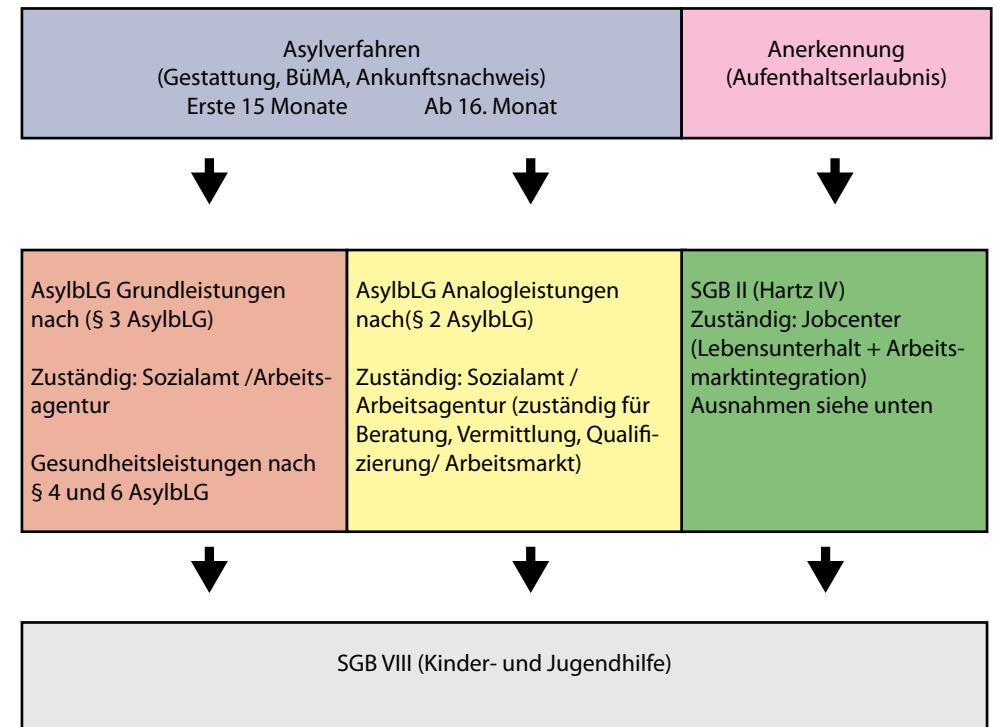 Asylverfahren
(Gestattung, BüMA, Ankunftsnachweis)
Erste 15 Monate Ab 16. Monat
Anerkennung
(Aufenthaltserlaubnis)
AsylbLG Grundleistungen
nach (§ 3 AsylbLG)
Zuständig: Sozialamt /Arbeits-
agentur
Gesundheitsleistungen nach
§ 4 und 6 AsylbLG
AsylbLG Analogleistungen
nach(§ 2 AsylbLG)
Zuständig: Sozialamt /
Arbeitsagentur (zuständig für
Beratung, Vermittlung, Qualifi-
zierung/ Arbeitsmarkt)
SGB II (Hartz IV)
Zuständig: Jobcenter
(Lebensunterhalt + Arbeits-
marktintegration)
Ausnahmen siehe unten
SGB VIII (Kinder- und Jugendhilfe)